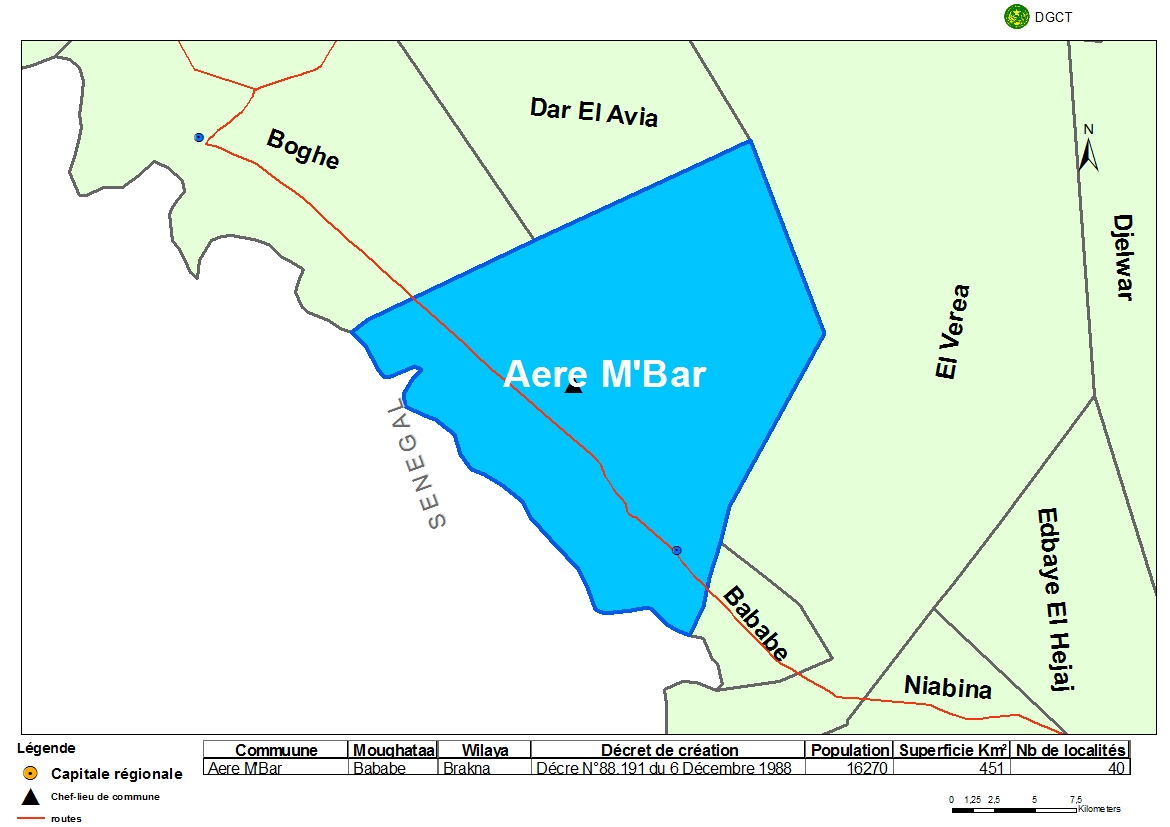 DGCT
Dar El Avia
Boghe
N
Djelwar
El Verea
Aere M'Bar
SENEGAL
Edbaye El Hejaj
Bababe
Niabina
Légende
Capitale régionale
Chef-lieu de commune
routes
Commuune Moughataa Wilaya Décret de création Population Superficie Km² Nb de localités
Aere M'Bar Bababe Brakna Décre N°88.191 du 6 Décembre 1988 16270 451 40
0 1,25 2,5 5 7,5
Kilometers